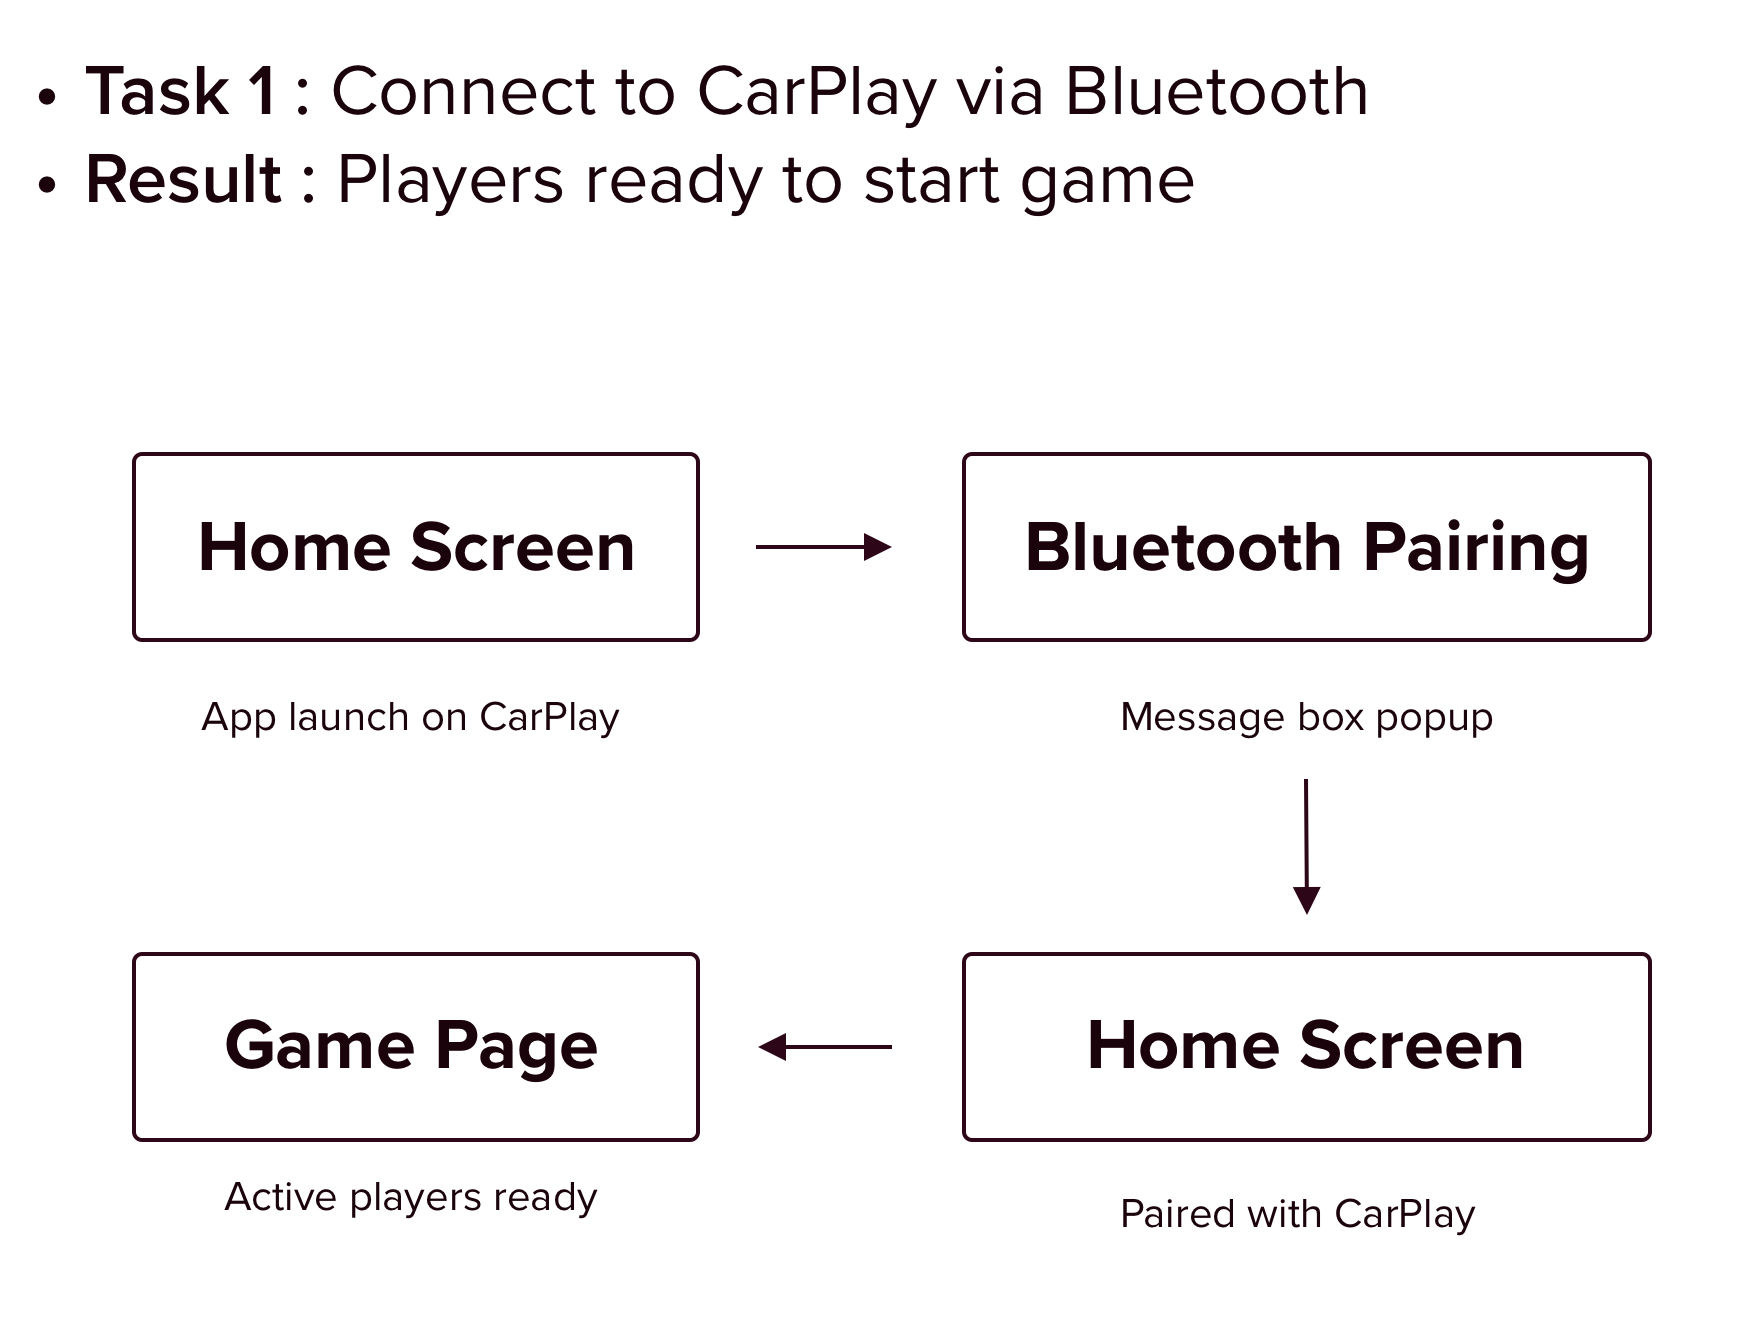 • Task 1 : Connect to CarPlay via Bluetooth
• Result : Players ready to start game
Home Screen
App launch on CarPlay
Bluetooth Pairing
Message box popup
Home Screen
Paired with CarPlay
Game Page
Active players ready